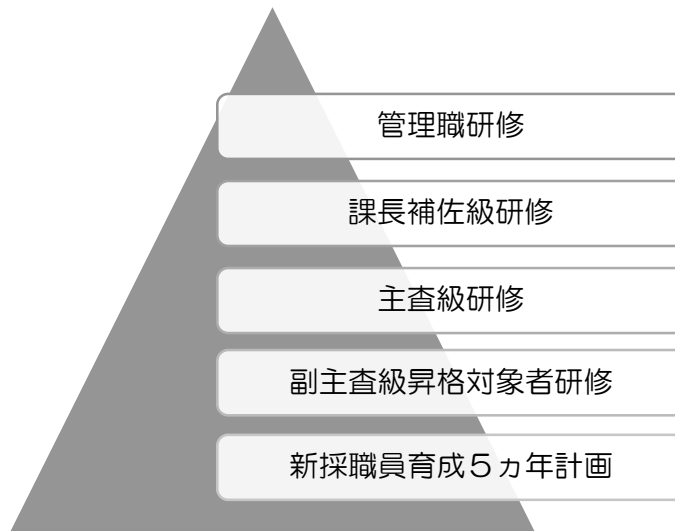 管理職研修
課長補佐級研修
主査級研修
副主査級昇格対象者研修
新採職員育成５ヵ年計画